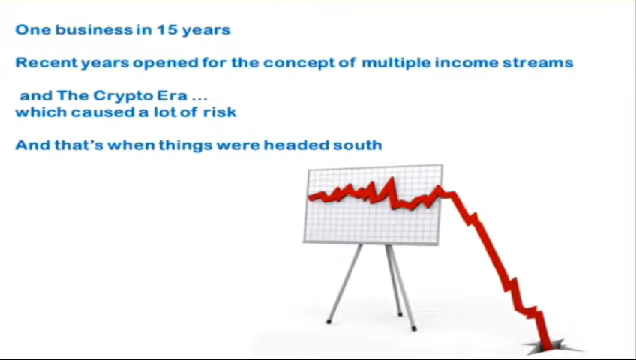 One business in 15 years
Recent years opened for the concept of multiple income streams
and The Crypto Era ...
which caused a lot of risk
And that's when things were headed south